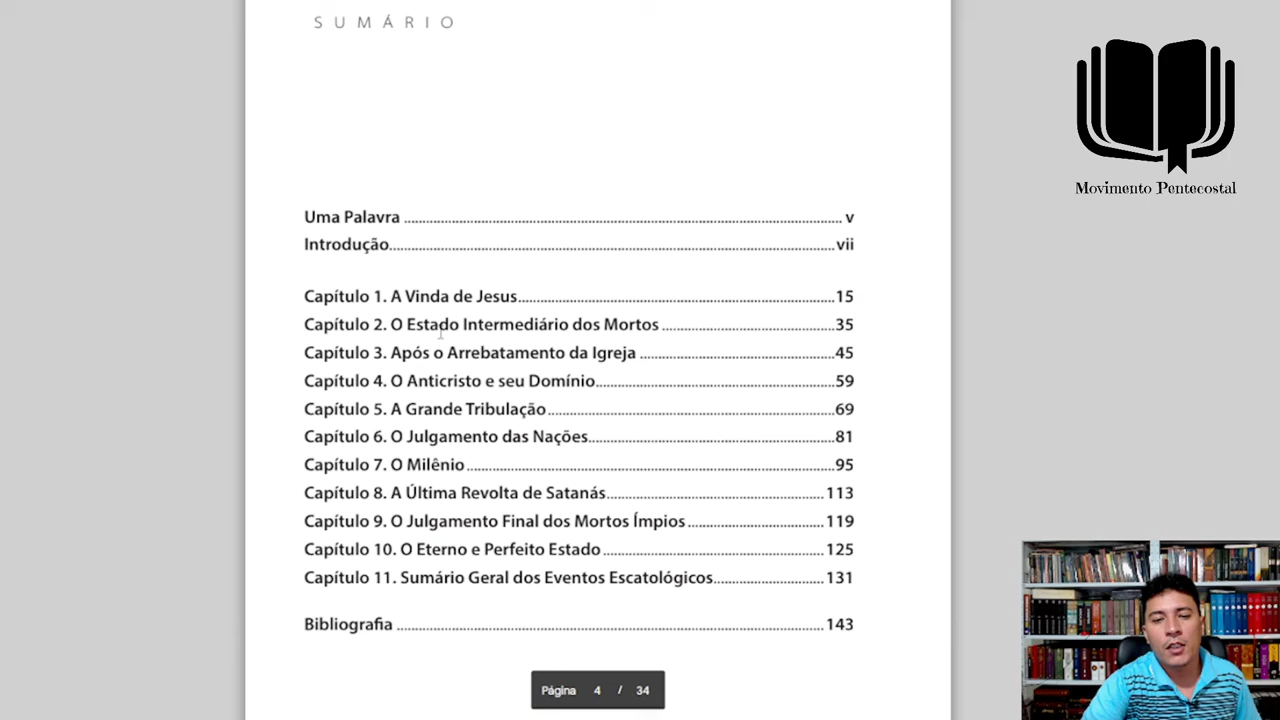 SUMÁRIO
Uma Palavra ........ v
Introdução........ vii
Capítulo 1. A Vinda de Jesus........ 15
Capítulo 2. O Estado Intermediário dos Mortos ........ 35
Capítulo 3. Após o Arrebatamento da Igreja ........ 45
Capítulo 4. O Anticristo e seu Domínio........ 59
Capítulo 5. A Grande Tribulação ........ 69
Capítulo 6. O Julgamento das Nações........ 81
Capítulo 7. O Milênio ........ 95
Capítulo 8. A Última Revolta de Satanás........ 113
Capítulo 9. O Julgamento Final dos Mortos Ímpios ........ 119
Capítulo 10. O Eterno e Perfeito Estado ........ 125
Capítulo 11. Sumário Geral dos Eventos Escatológicos........ 131
Bibliografia ........ 143
Página 4 / 34
Movimento Pentecostal